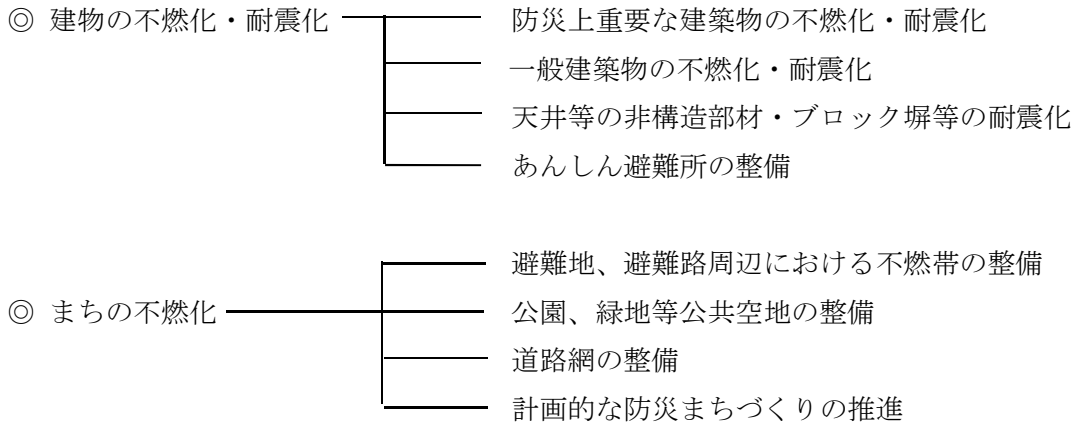 ◎ 建物の不燃化・耐震化
防災上重要な建築物の不燃化・耐震化
一般建築物の不燃化・耐震化
天井等の非構造部材・ブロック塀等の耐震化
あんしん避難所の整備
避難地、避難路周辺における不燃帯の整備
◎ まちの不燃化
公園、緑地等公共空地の整備
道路網の整備
計画的な防災まちづくりの推進